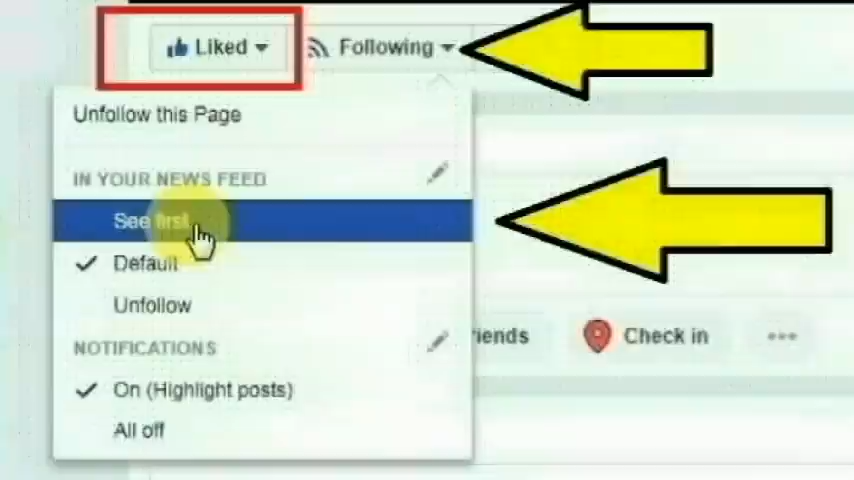 Liked
Following
Unfollow this Page
IN YOUR NEWS FEED
See first
Default
Unfollow
riends
Check in
NOTIFICATIONS
On (Highlight posts)
All off